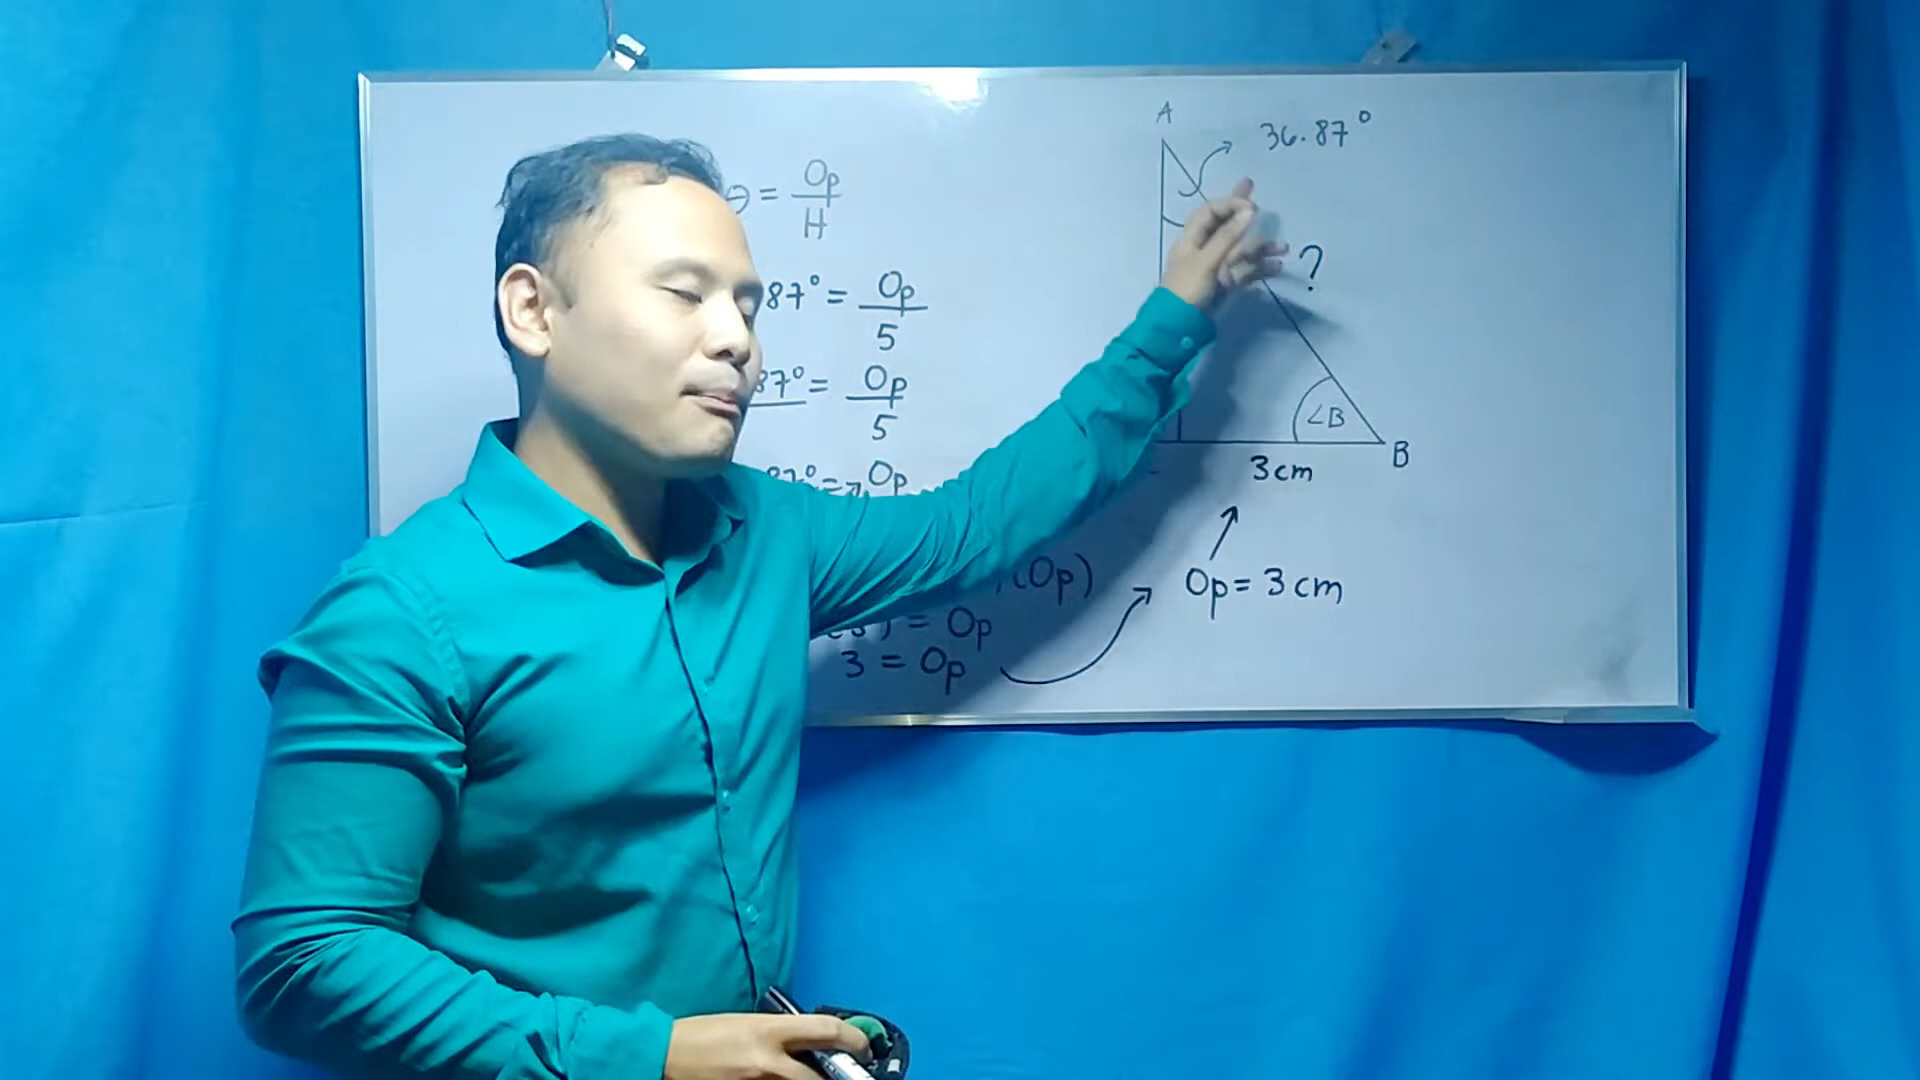 θ = Op/H
87° = Op/5
87° = Op/5
87° = Op
(Op)
= Op
3 = Op
A
36.87°
?
∠B
B
3cm
Op = 3cm